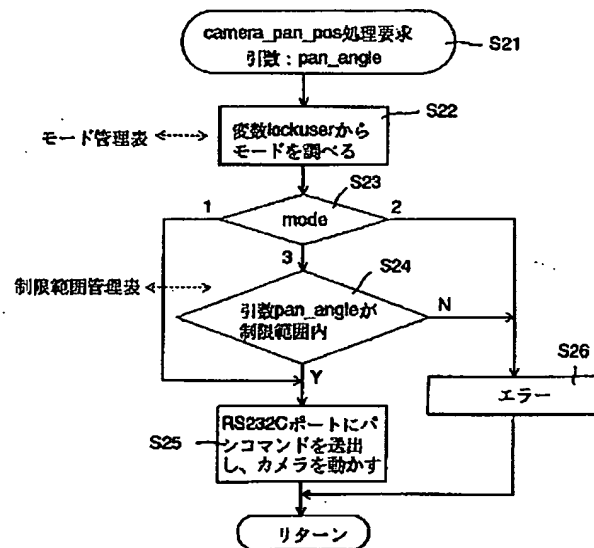 camera_pan_pos処理要求
引数：pan_angle
S21
S22
モード管理表
変数lockuserから
モードを調べる
S23
1
mode
2
3
S24
制限範囲管理表
引数pan_angleが
制限範囲内
N
Y
S26
エラー
RS232Cポートにパ
ンコマンドを送出
し、カメラを動かす
S25
リターン